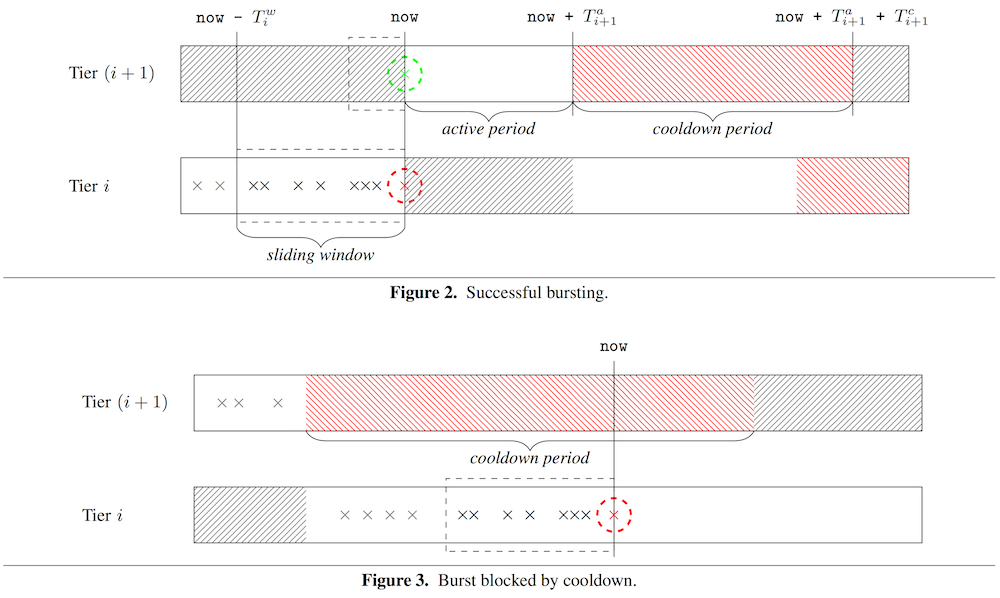 now − T_i^w now now + T_{i+1}^a now + T_{i+1}^a + T_{i+1}^c
Tier (i + 1)
active period cooldown period
Tier i
sliding window
Figure 2. Successful bursting.
now
Tier (i + 1)
cooldown period
Tier i
Figure 3. Burst blocked by cooldown.